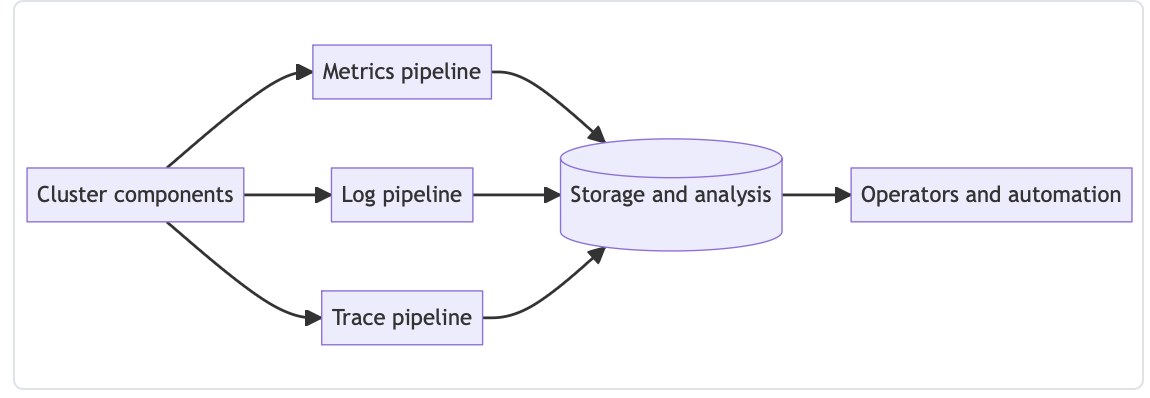 Metrics pipeline
Cluster components
Log pipeline
Storage and analysis
Operators and automation
Trace pipeline